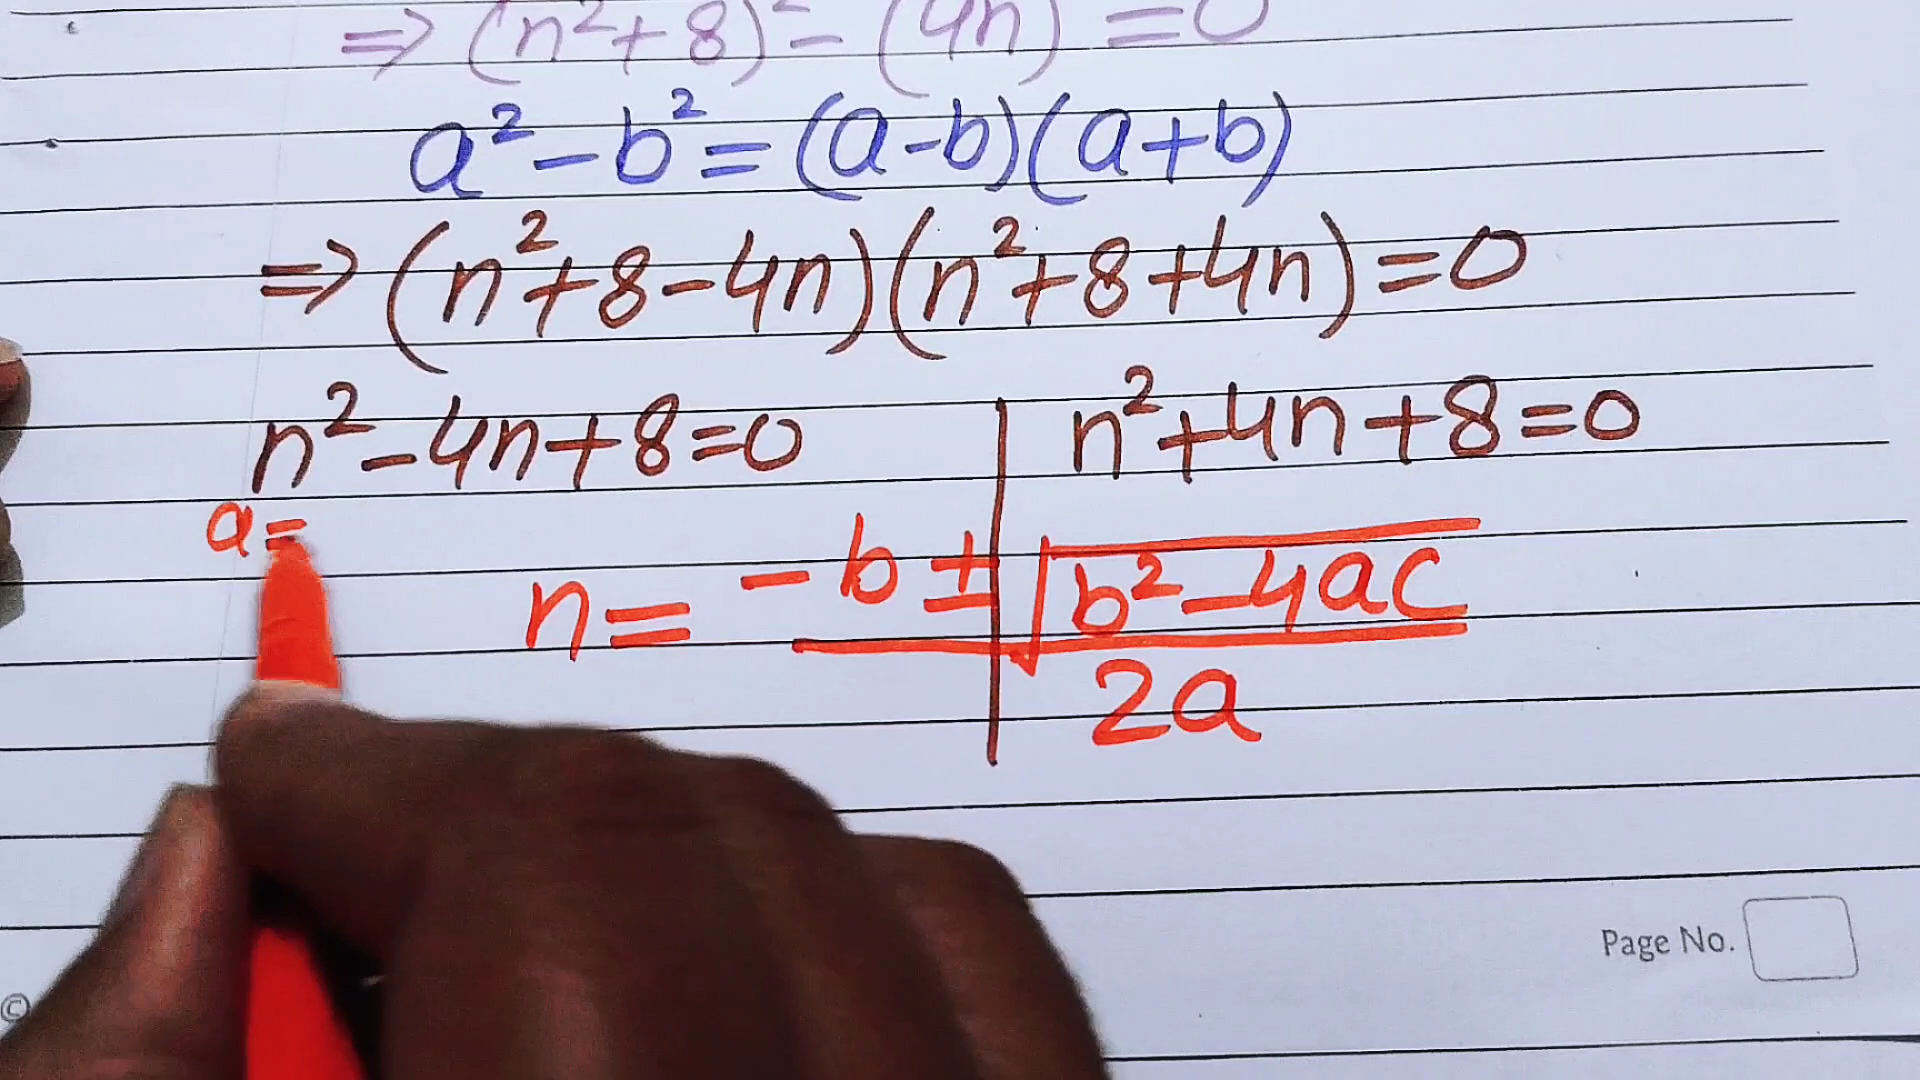 ⇒ (n²+8)² - (4n)² = 0
a² - b² = (a-b)(a+b)
⇒ (n²+8-4n)(n²+8+4n) = 0
n² - 4n + 8 = 0 | n² + 4n + 8 = 0
a =
n = (-b ± √(b² - 4ac)) / 2a
Page No.
©